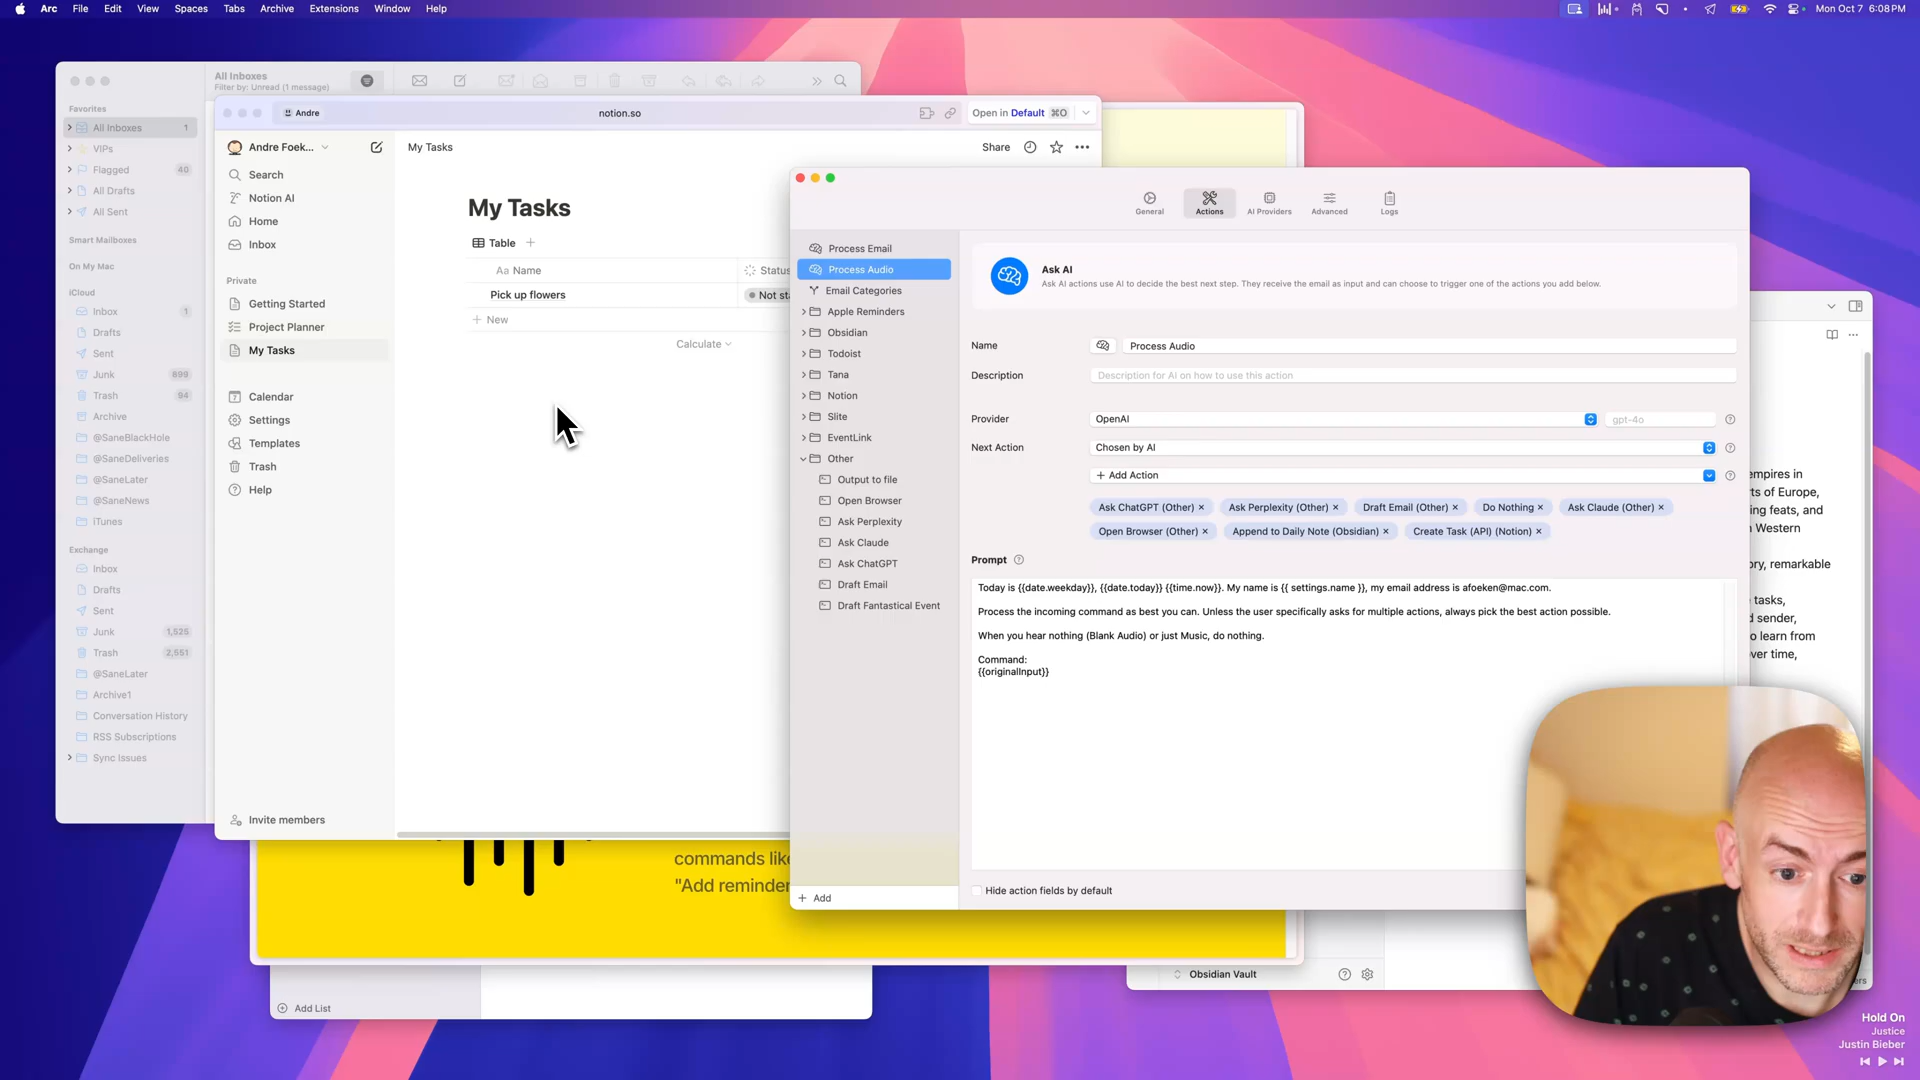 Arc File Edit View Spaces Tabs Archive Extensions Window Help
Mon Oct 7 6:08 PM
All Inboxes
Filter by: Unread (1 message)
Favorites
All Inboxes 1
VIPs
Flagged 40
All Drafts
All Sent
Smart Mailboxes
On My Mac
iCloud
Inbox 1
Drafts
Sent
Junk 899
Trash 94
Archive
@SaneBlackHole
@SaneDeliveries
@SaneLater
@SaneNews
iTunes
Exchange
Inbox
Drafts
Sent
Junk 1,525
Trash 2,551
@SaneLater
Archive1
Conversation History
RSS Subscriptions
Sync Issues
Andre
notion.so
Open in Default ⌘O
Andre Foek...
My Tasks
Share
Search
Notion AI
Home
Inbox
Private
Getting Started
Project Planner
My Tasks
Calendar
Settings
Templates
Trash
Help
Invite members
My Tasks
Table
Aa Name
Status
Pick up flowers
Not sta
+ New
Calculate
commands like
"Add reminder
Add List
General
Actions
AI Providers
Advanced
Logs
Process Email
Process Audio
Email Categories
Apple Reminders
Obsidian
Todoist
Tana
Notion
Slite
EventLink
Other
Output to file
Open Browser
Ask Perplexity
Ask Claude
Ask ChatGPT
Draft Email
Draft Fantastical Event
+ Add
Ask AI
Ask AI actions use AI to decide the best next step. They receive the email as input and can choose to trigger one of the actions you add below.
Name Process Audio
Description Description for AI on how to use this action
Provider OpenAI gpt-4o
Next Action Chosen by AI
+ Add Action
Ask ChatGPT (Other) × Ask Perplexity (Other) × Draft Email (Other) × Do Nothing × Ask Claude (Other) ×
Open Browser (Other) × Append to Daily Note (Obsidian) × Create Task (API) (Notion) ×
Prompt
Today is {{date.weekday}}, {{date.today}} {{time.now}}. My name is {{ settings.name }}, my email address is afoeken@mac.com.
Process the incoming command as best you can. Unless the user specifically asks for multiple actions, always pick the best action possible.
When you hear nothing (Blank Audio) or just Music, do nothing.
Command:
{{originalInput}}
Hide action fields by default
empires in
ts of Europe,
ing feats, and
Western
ory, remarkable
tasks,
d sender,
o learn from
ver time,
Obsidian Vault
ers
Hold On
Justice
Justin Bieber